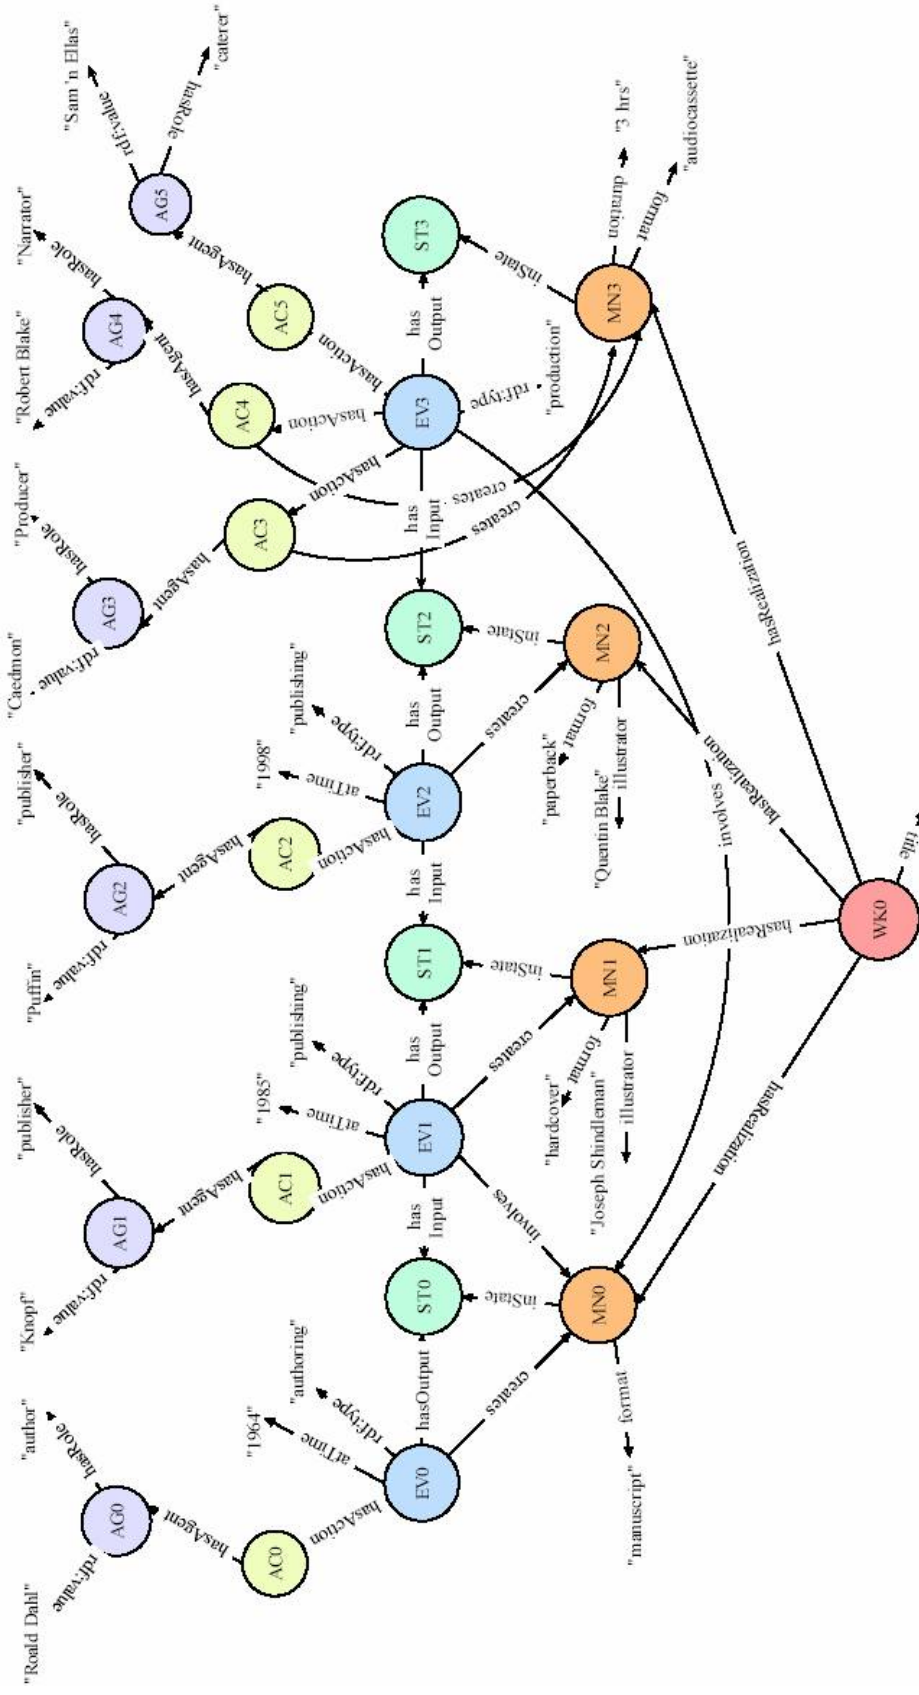 "Roald Dahl"
"author"
"Knopf"
"publisher"
"Puffin"
"publisher"
"Caedmon"
"Producer"
"Robert Blake"
"Narrator"
"Sam 'n Ellas"
"caterer"
rdf:value
hasRole
rdf:value
hasRole
rdf:value
hasRole
rdf:value
hasRole
rdf:value
hasRole
rdf:value
hasRole
AG0
AG1
AG2
AG3
AG4
AG5
hasAgent
hasAgent
hasAgent
hasAgent
hasAgent
hasAgent
AC0
AC1
AC2
AC3
AC4
AC5
"1964"
"authoring"
"1985"
"publishing"
"1998"
"publishing"
hasAction
atTime
rdf:type
hasAction
atTime
rdf:type
hasAction
atTime
rdf:type
hasAction
hasAction
hasAction
EV0
hasOutput
ST0
has
Input
EV1
has
Output
ST1
has
Input
EV2
has
Output
ST2
has
Input
EV3
has
Output
ST3
creates
inState
involves
creates
inState
creates
inState
creates
creates
rdf:type
"production"
inState
MN0
MN1
MN2
MN3
format
"manuscript"
format
"hardcover"
illustrator
"Joseph Shindleman"
format
"paperback"
illustrator
"Quentin Blake"
duration
"3 hrs"
format
"audiocassette"
involves
hasRealization
hasRealization
hasRealization
hasRealization
WK0
title